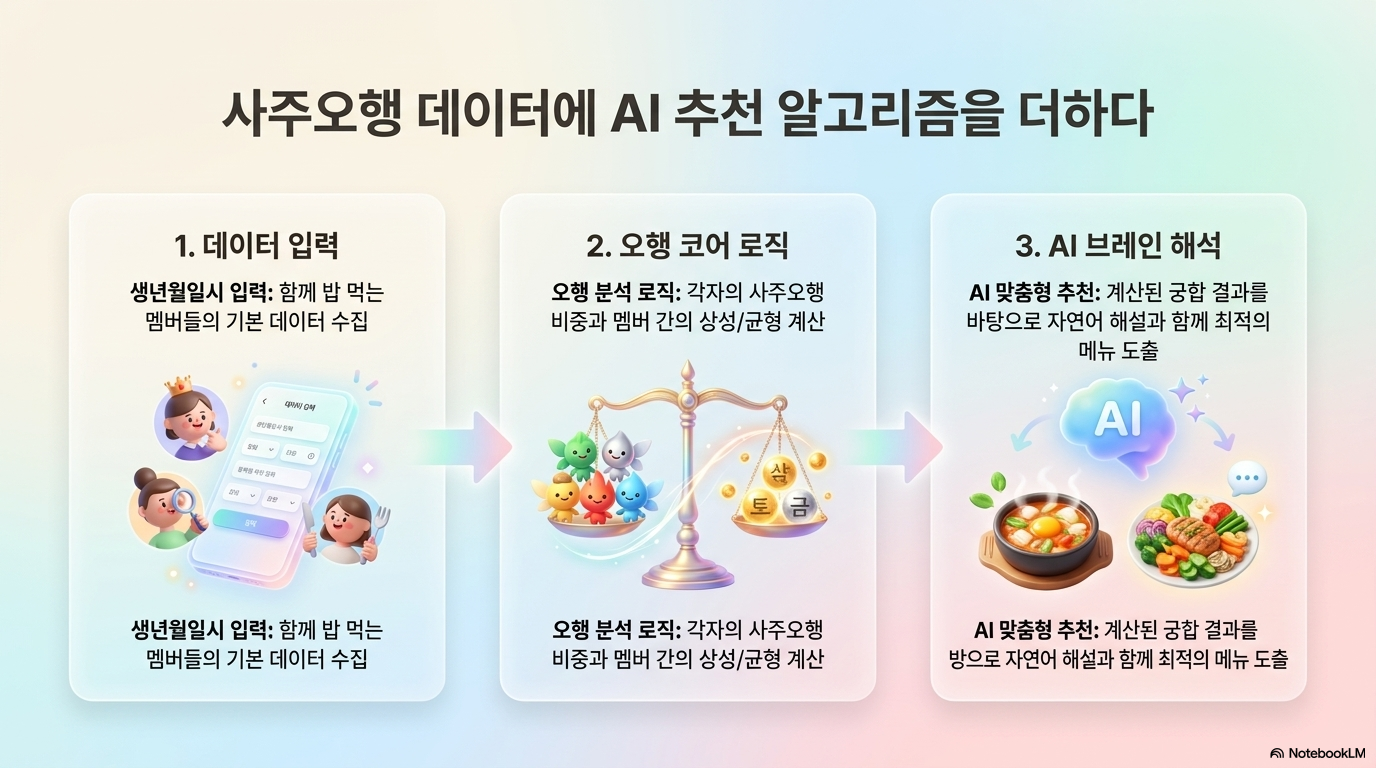 사주오행 데이터에 AI 추천 알고리즘을 더하다
1. 데이터 입력
생년월일시 입력: 함께 밥 먹는
멤버들의 기본 데이터 수집
생년월일시 입력: 함께 밥 먹는
멤버들의 기본 데이터 수집
2. 오행 코어 로직
오행 분석 로직: 각자의 사주오행
비중과 멤버 간의 상성/균형 계산
삼
토 금
오행 분석 로직: 각자의 사주오행
비중과 멤버 간의 상성/균형 계산
3. AI 브레인 해석
AI 맞춤형 추천: 계산된 궁합 결과를
바탕으로 자연어 해설과 함께 최적의
메뉴 도출
AI
AI 맞춤형 추천: 계산된 궁합 결과를
방으로 자연어 해설과 함께 최적의 메뉴 도출
NotebookLM